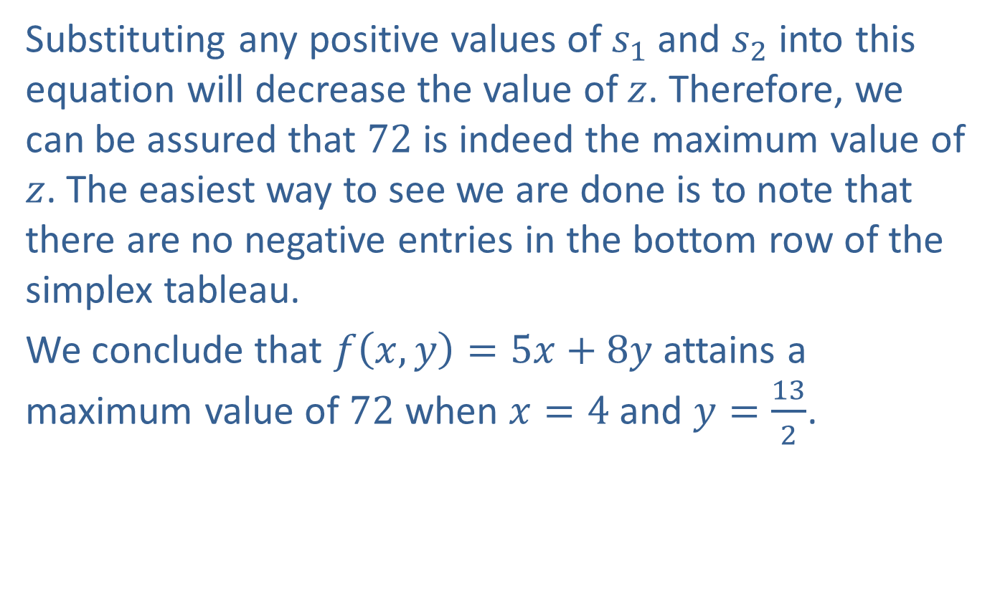 Substituting any positive values of s₁ and s₂ into this
equation will decrease the value of z. Therefore, we
can be assured that 72 is indeed the maximum value of
z. The easiest way to see we are done is to note that
there are no negative entries in the bottom row of the
simplex tableau.
We conclude that f(x, y) = 5x + 8y attains a
maximum value of 72 when x = 4 and y = 13/2.